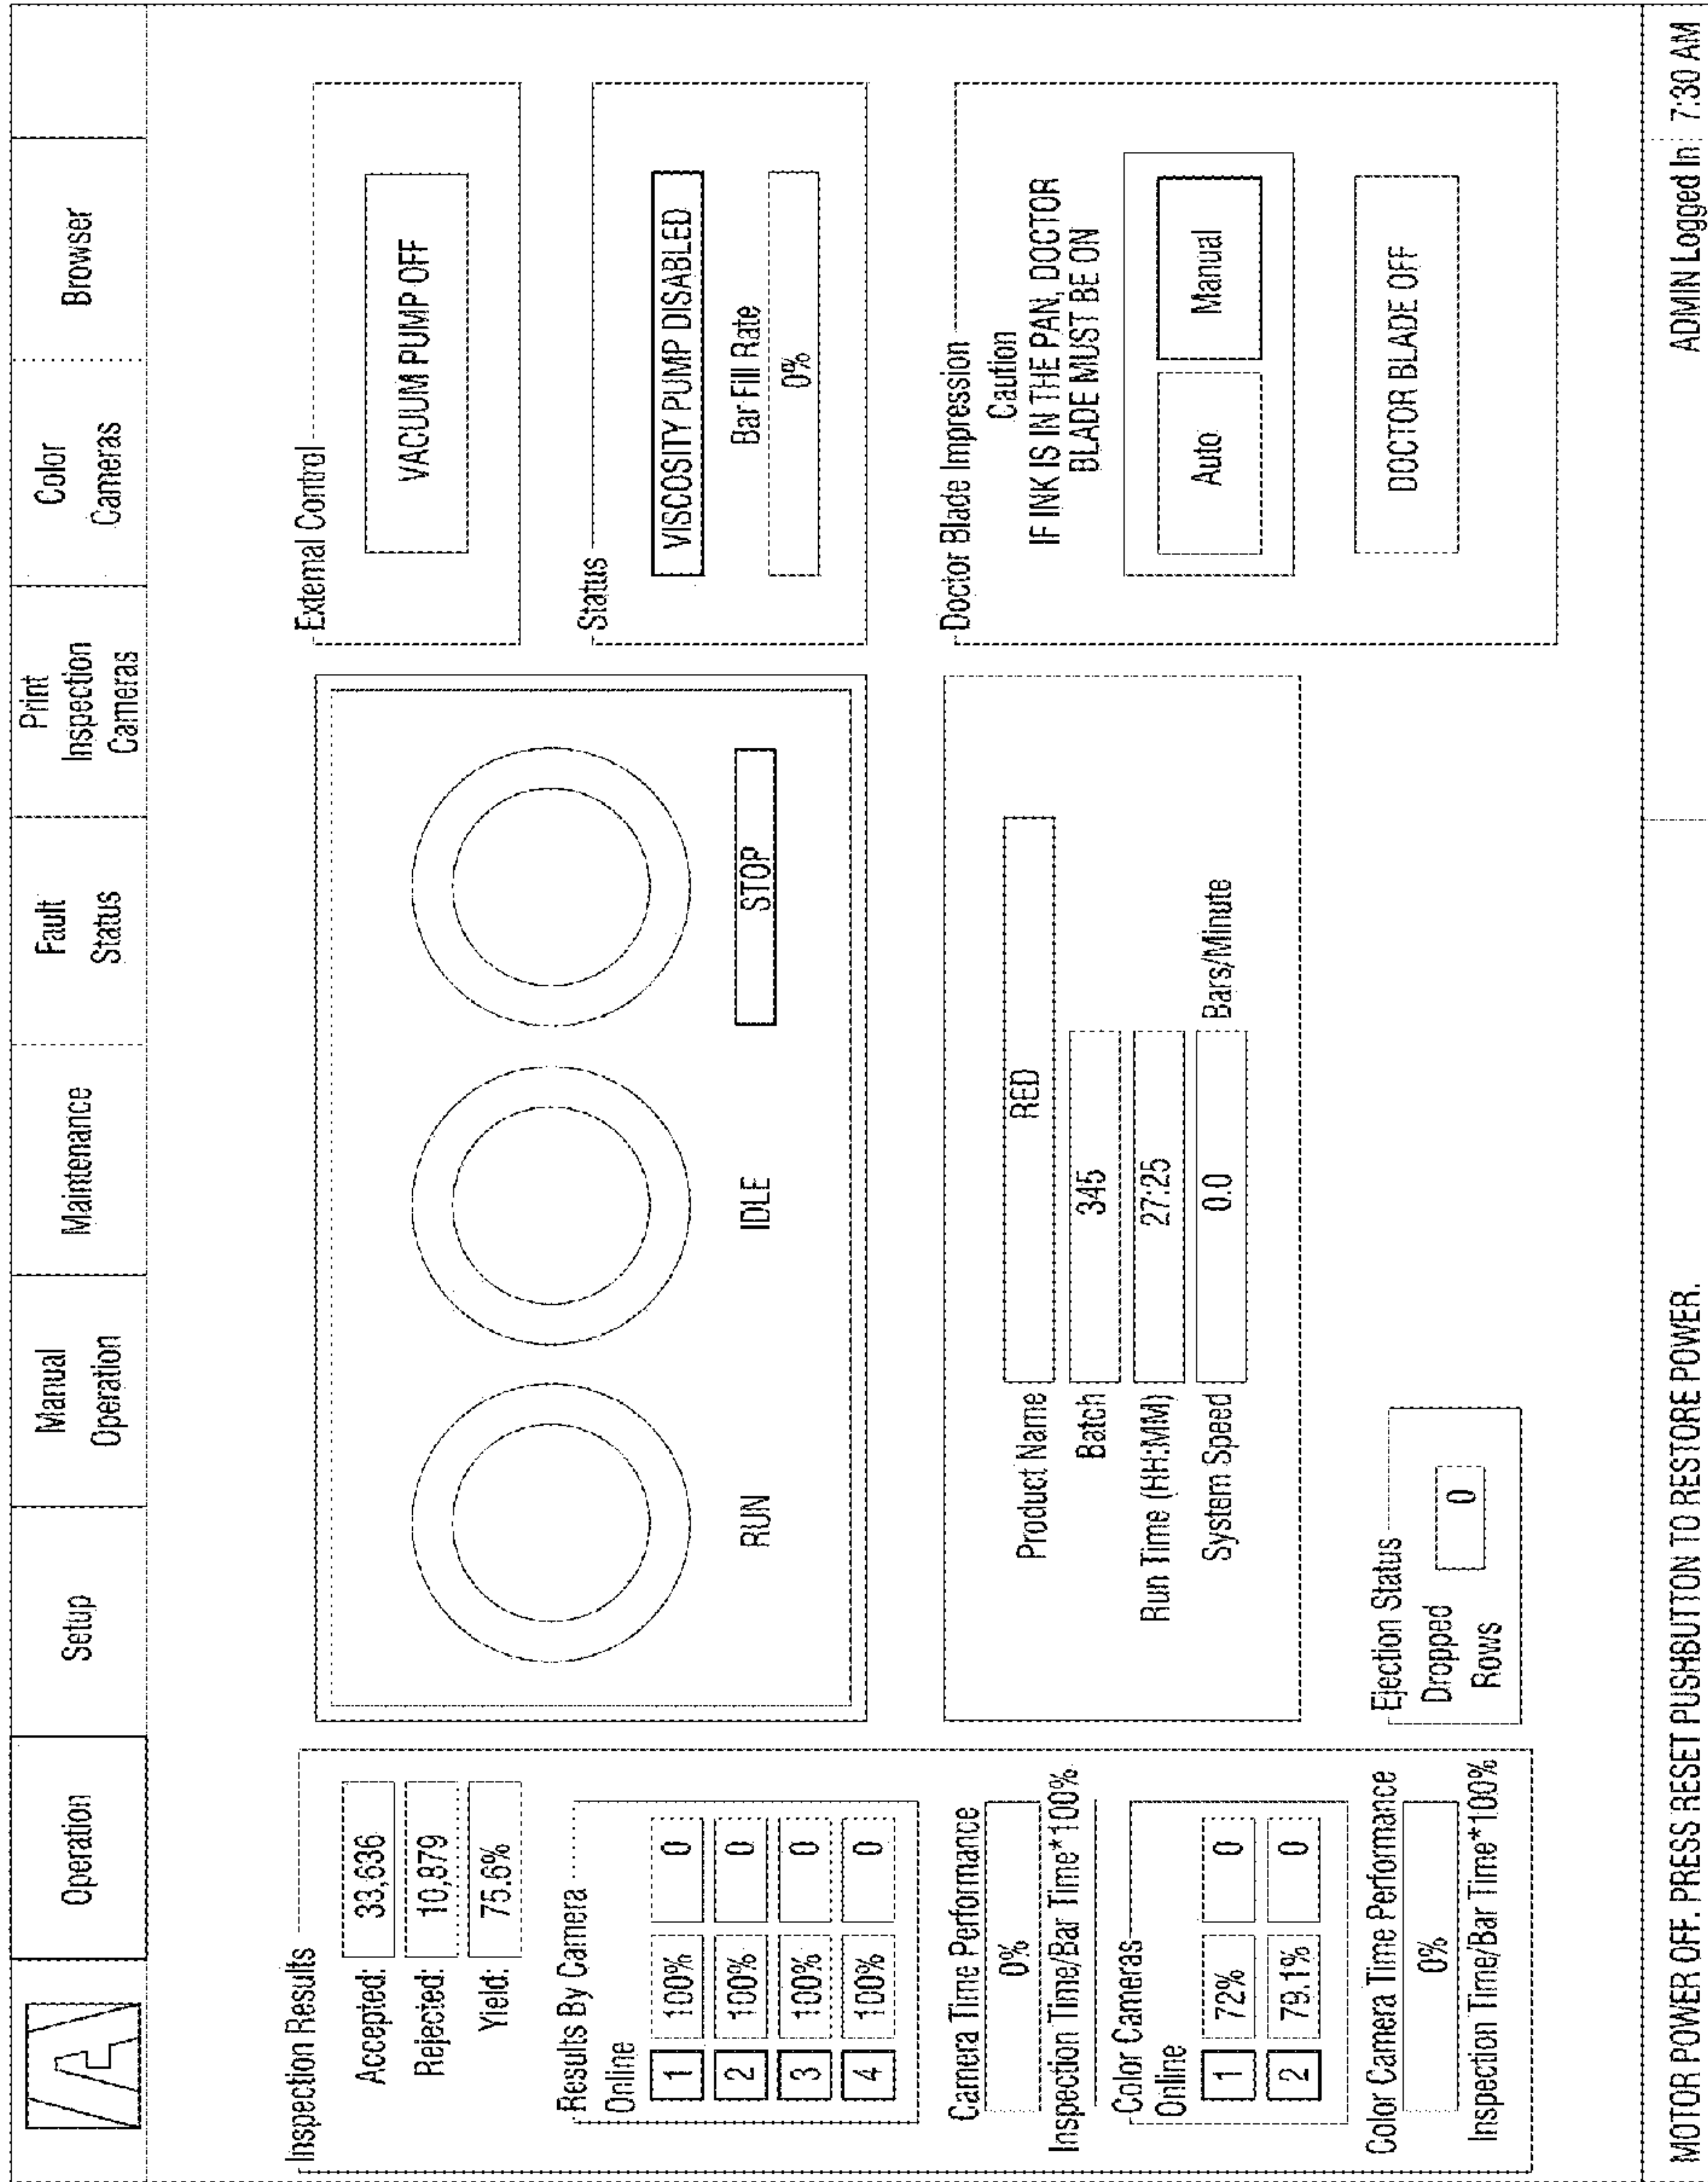 A
Operation
Setup
Manual
Operation
Maintenance
Fault
Status
Print
Inspection
Cameras
Color
Cameras
Browser
Inspection Results
Accepted: 33,636
Rejected: 10,879
Yield: 75.6%
Results By Camera
Online
1 100% 0
2 100% 0
3 100% 0
4 100% 0
Camera Time Performance
0%
Inspection Time/Bar Time*100%
Color Cameras
Online
1 72% 0
2 79.1% 0
Color Camera Time Performance
0%
Inspection Time/Bar Time*100%
RUN
IDLE
STOP
Product Name RED
Batch 345
Run Time (HH:MM) 27:25
System Speed 0.0 Bars/Minute
Ejection Status
Dropped
Rows
0
External Control
VACUUM PUMP OFF
Status
VISCOSITY PUMP DISABLED
Bar Fill Rate
0%
Doctor Blade Impression
Caution
IF INK IS IN THE PAN, DOCTOR
BLADE MUST BE ON
Auto
Manual
DOCTOR BLADE OFF
MOTOR POWER OFF. PRESS RESET PUSHBUTTON TO RESTORE POWER.
ADMIN Logged In 7:30 AM